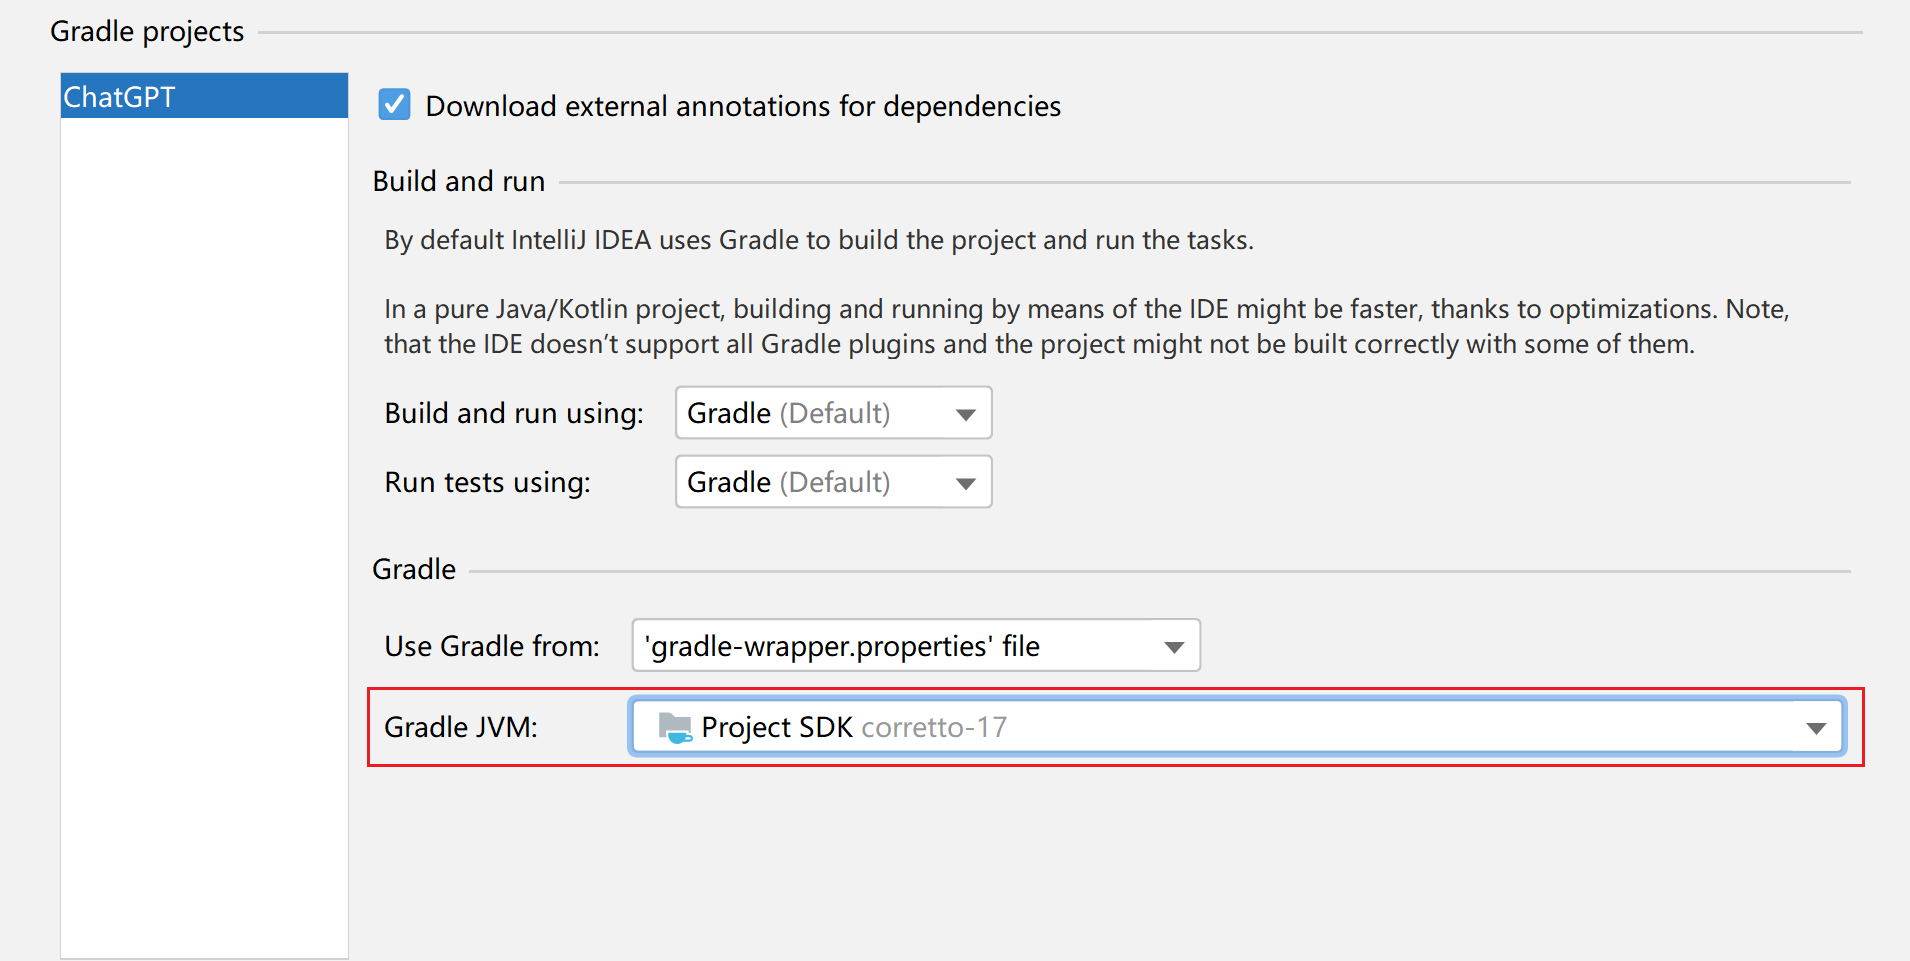 Gradle projects
ChatGPT
Download external annotations for dependencies
Build and run
By default IntelliJ IDEA uses Gradle to build the project and run the tasks.
In a pure Java/Kotlin project, building and running by means of the IDE might be faster, thanks to optimizations. Note,
that the IDE doesn’t support all Gradle plugins and the project might not be built correctly with some of them.
Build and run using: Gradle (Default)
Run tests using: Gradle (Default)
Gradle
Use Gradle from: 'gradle-wrapper.properties' file
Gradle JVM: Project SDK corretto-17